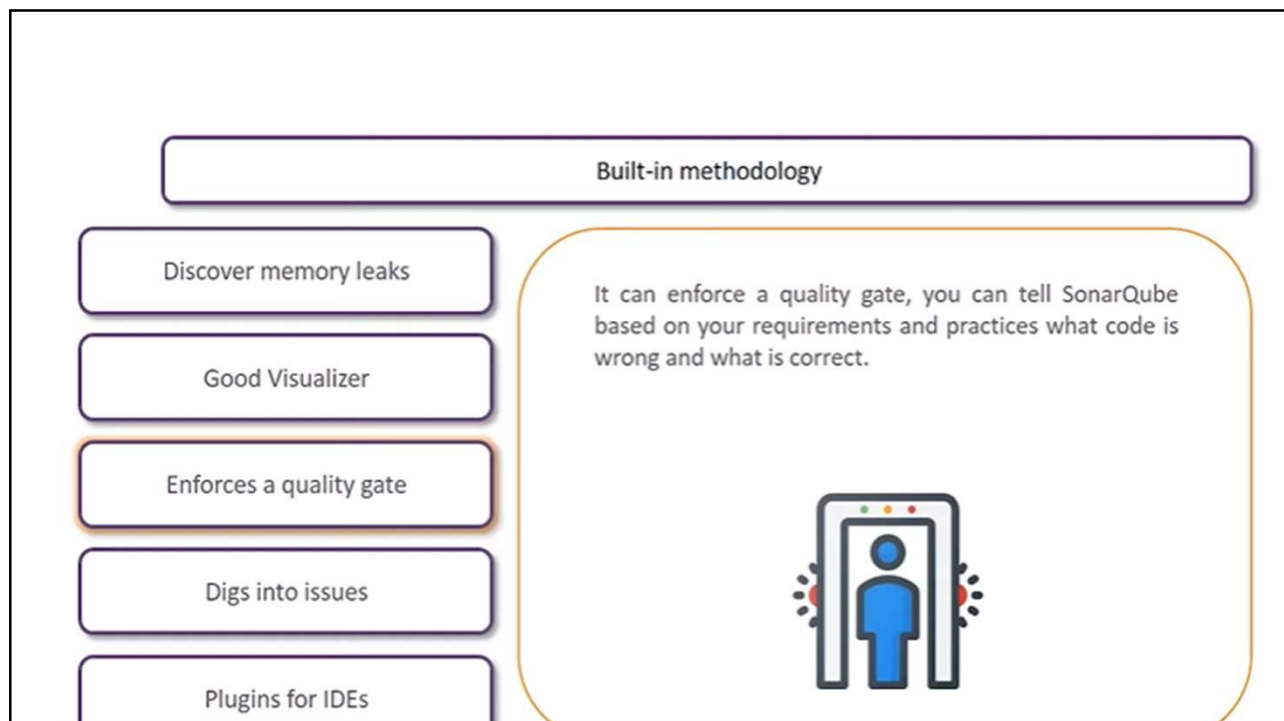 Built-in methodology
Discover memory leaks
Good Visualizer
Enforces a quality gate
Digs into issues
Plugins for IDEs
It can enforce a quality gate, you can tell SonarQube
based on your requirements and practices what code is
wrong and what is correct.